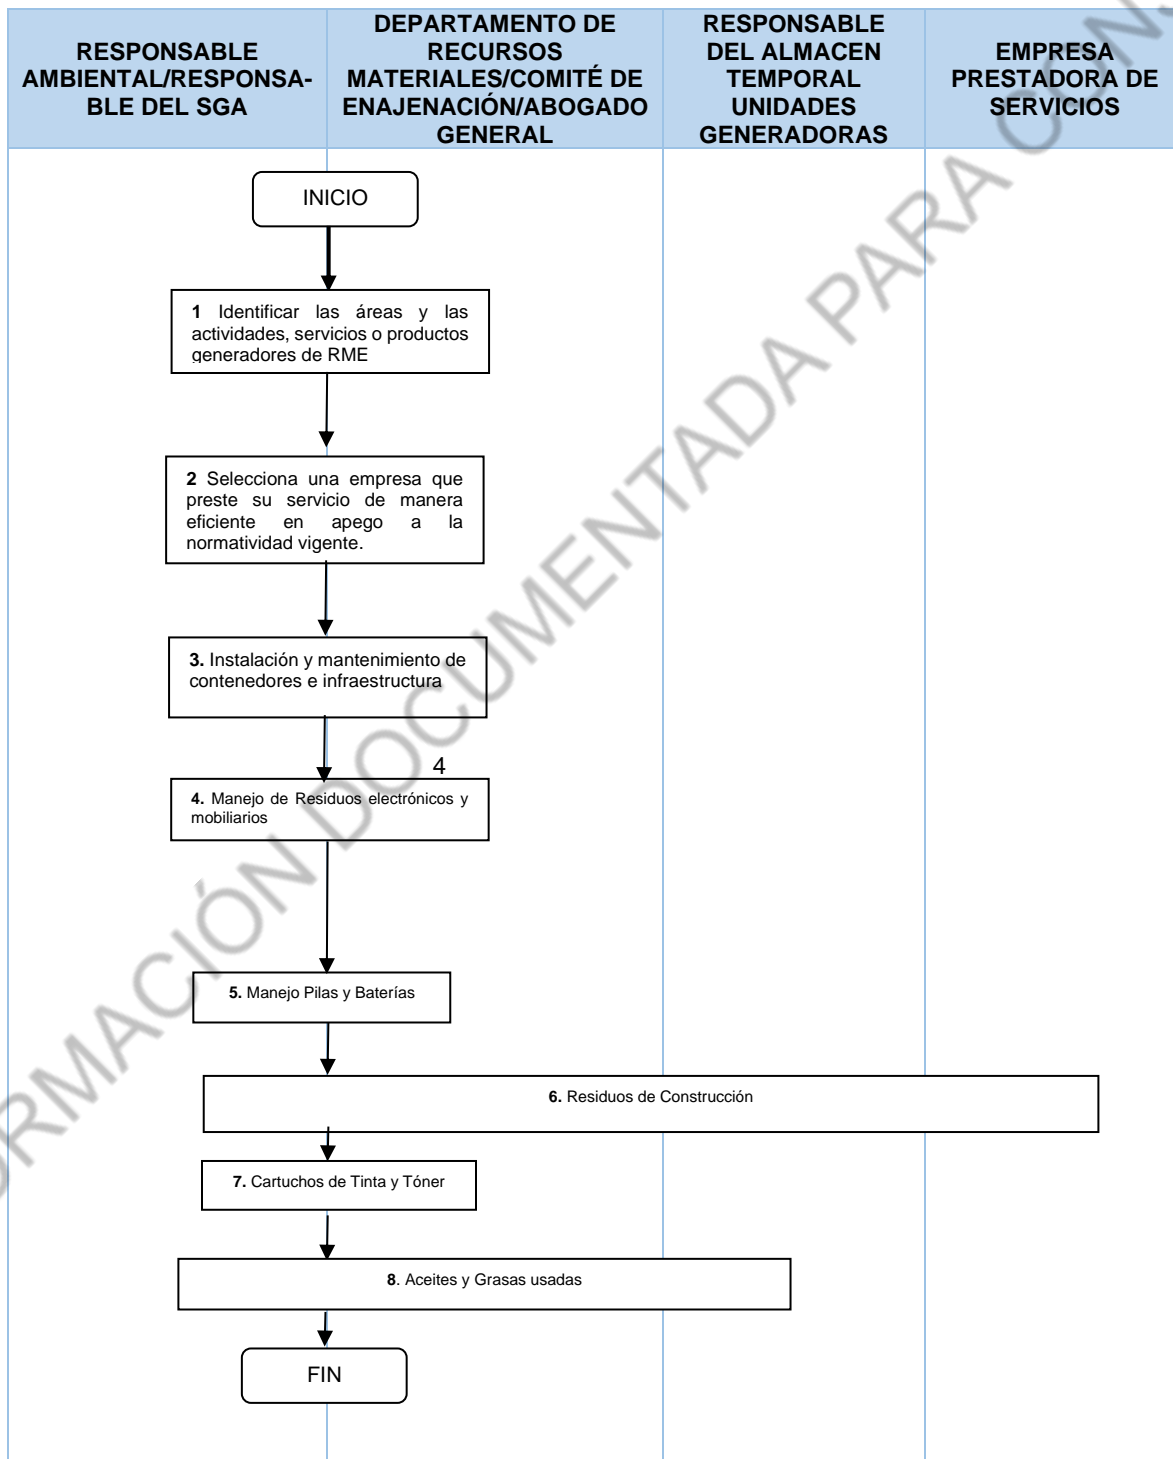 RESPONSABLE
AMBIENTAL/RESPONSA-
BLE DEL SGA
DEPARTAMENTO DE
RECURSOS
MATERIALES/COMITÉ DE
ENAJENACIÓN/ABOGADO
GENERAL
RESPONSABLE
DEL ALMACEN
TEMPORAL
UNIDADES
GENERADORAS
EMPRESA
PRESTADORA DE
SERVICIOS
INICIO
1 Identificar las áreas y las
actividades, servicios o productos
generadores de RME
2 Selecciona una empresa que
preste su servicio de manera
eficiente en apego a la
normatividad vigente.
3. Instalación y mantenimiento de
contenedores e infraestructura
4
4. Manejo de Residuos electrónicos y
mobiliarios
5. Manejo Pilas y Baterías
6. Residuos de Construcción
7. Cartuchos de Tinta y Tóner
8. Aceites y Grasas usadas
FIN
ORMACIÓN DOCUMENTADA PARA CONS